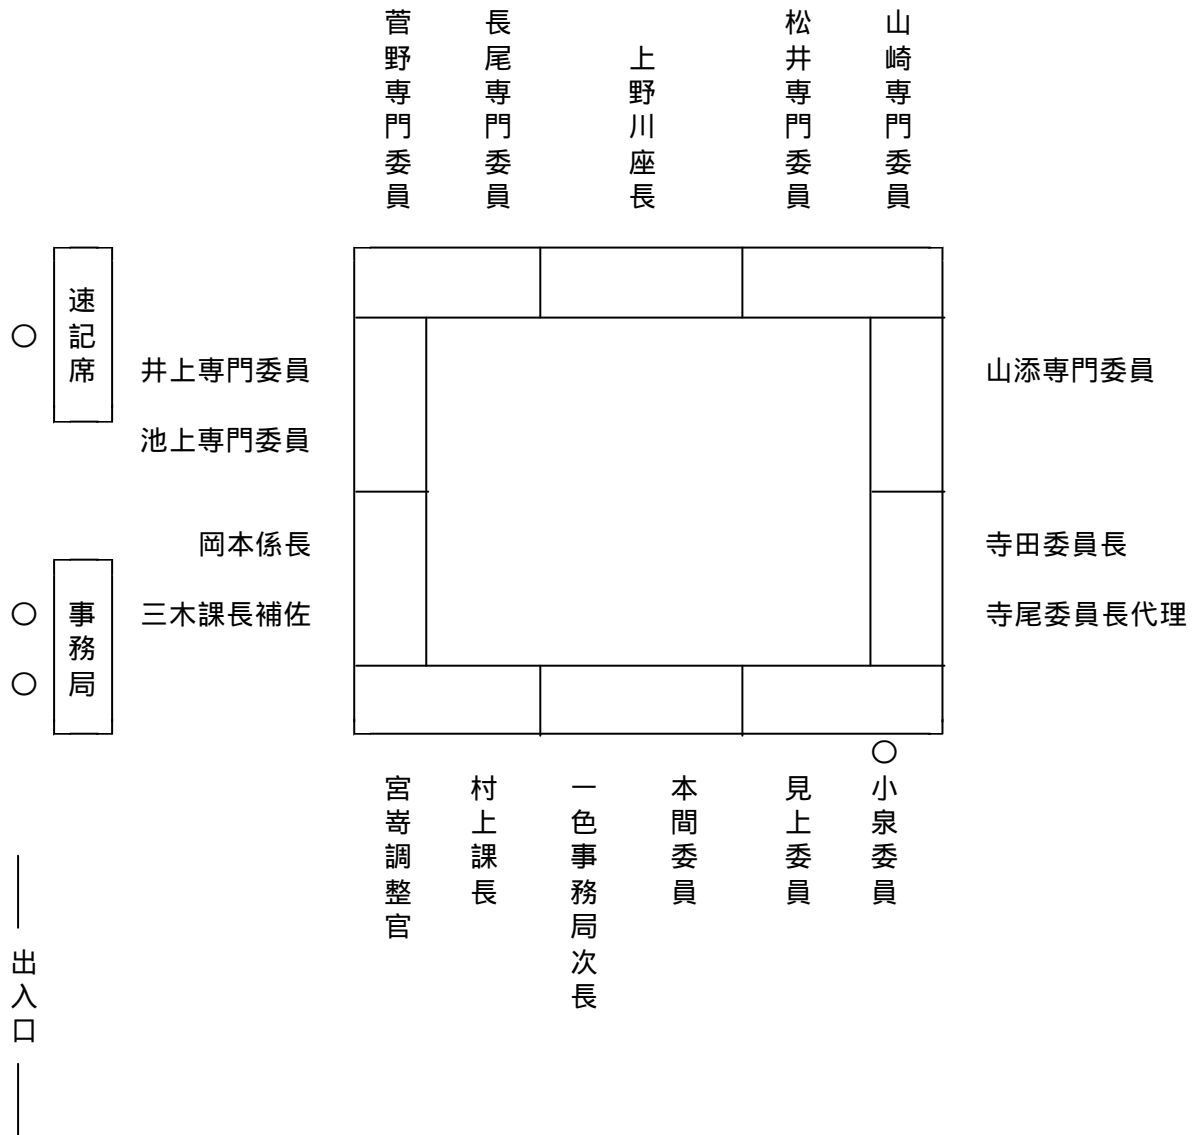 菅野専門委員
長尾専門委員
上野川座長
松井専門委員
山崎専門委員
速記席
○
井上専門委員
池上専門委員
山添専門委員
岡本係長
三木課長補佐
寺田委員長
寺尾委員長代理
事務局
○
○
○
宮嵜調整官
村上課長
一色事務局次長
本間委員
見上委員
小泉委員
出入口